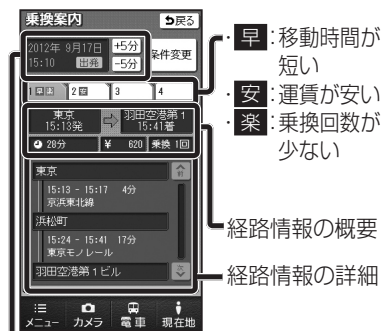 乗換案内
戻る
2012年 9月17日
15:10 出発
+5分
-5分
条件変更
1 早楽
2 安
3
4
東京
15:13発
羽田空港第1
15:41着
28分
¥ 620
乗換 1回
東京
前
15:13 - 15:17 4分
京浜東北線
浜松町
15:24 - 15:41 17分
東京モノレール
羽田空港第1ビル
次
メニュー
カメラ
電車
現在地
・早:移動時間が
短い
・安:運賃が安い
・楽:乗換回数が
少ない
経路情報の概要
経路情報の詳細